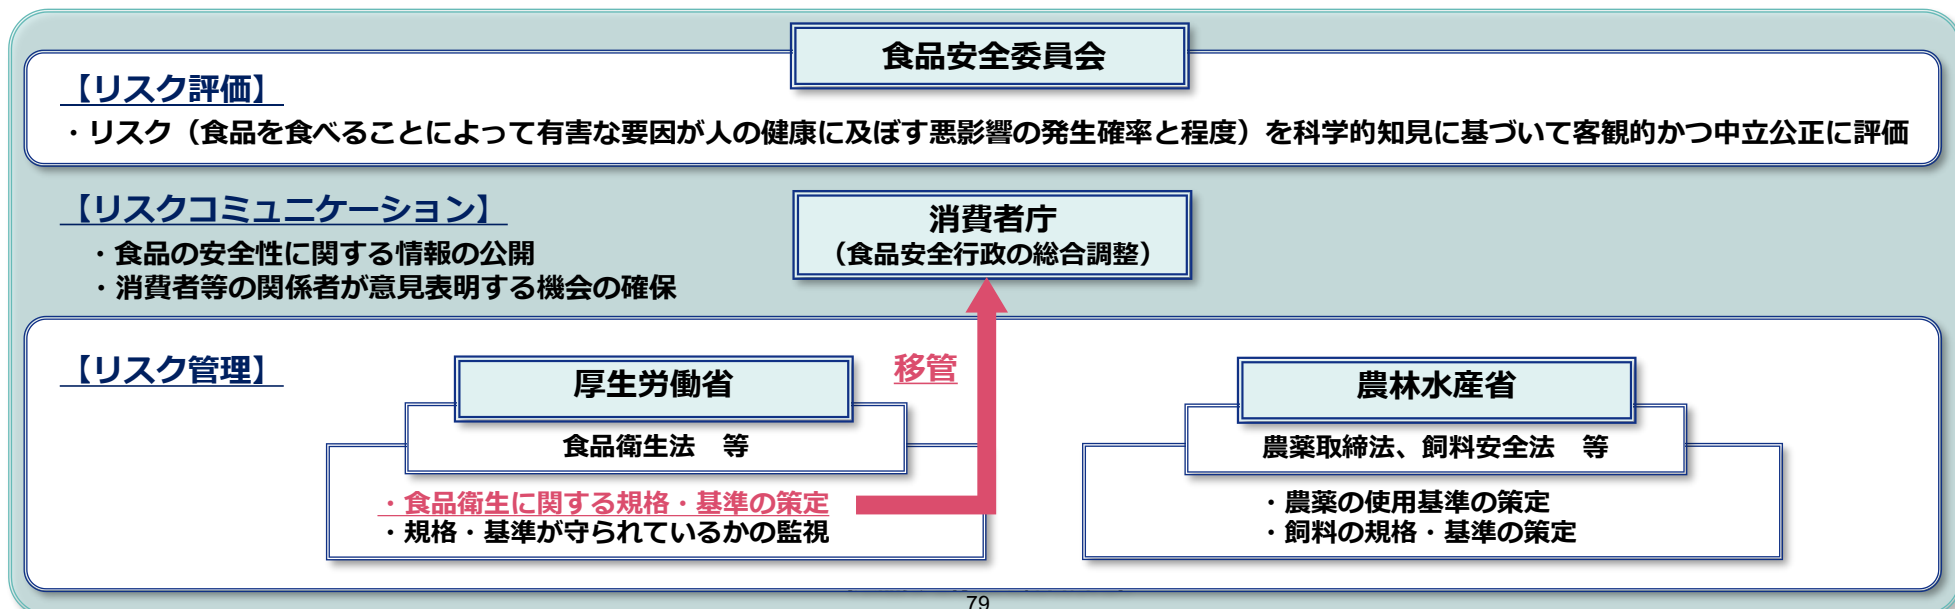 食品安全委員会
【リスク評価】
・リスク（食品を食べることによって有害な要因が人の健康に及ぼす悪影響の発生確率と程度）を科学的知見に基づいて客観的かつ中立公正に評価
【リスクコミュニケーション】
・食品の安全性に関する情報の公開
・消費者等の関係者が意見表明する機会の確保
消費者庁
（食品安全行政の総合調整）
【リスク管理】
厚生労働省
移管
農林水産省
食品衛生法　等
農薬取締法、飼料安全法　等
・食品衛生に関する規格・基準の策定
・規格・基準が守られているかの監視
・農薬の使用基準の策定
・飼料の規格・基準の策定
79